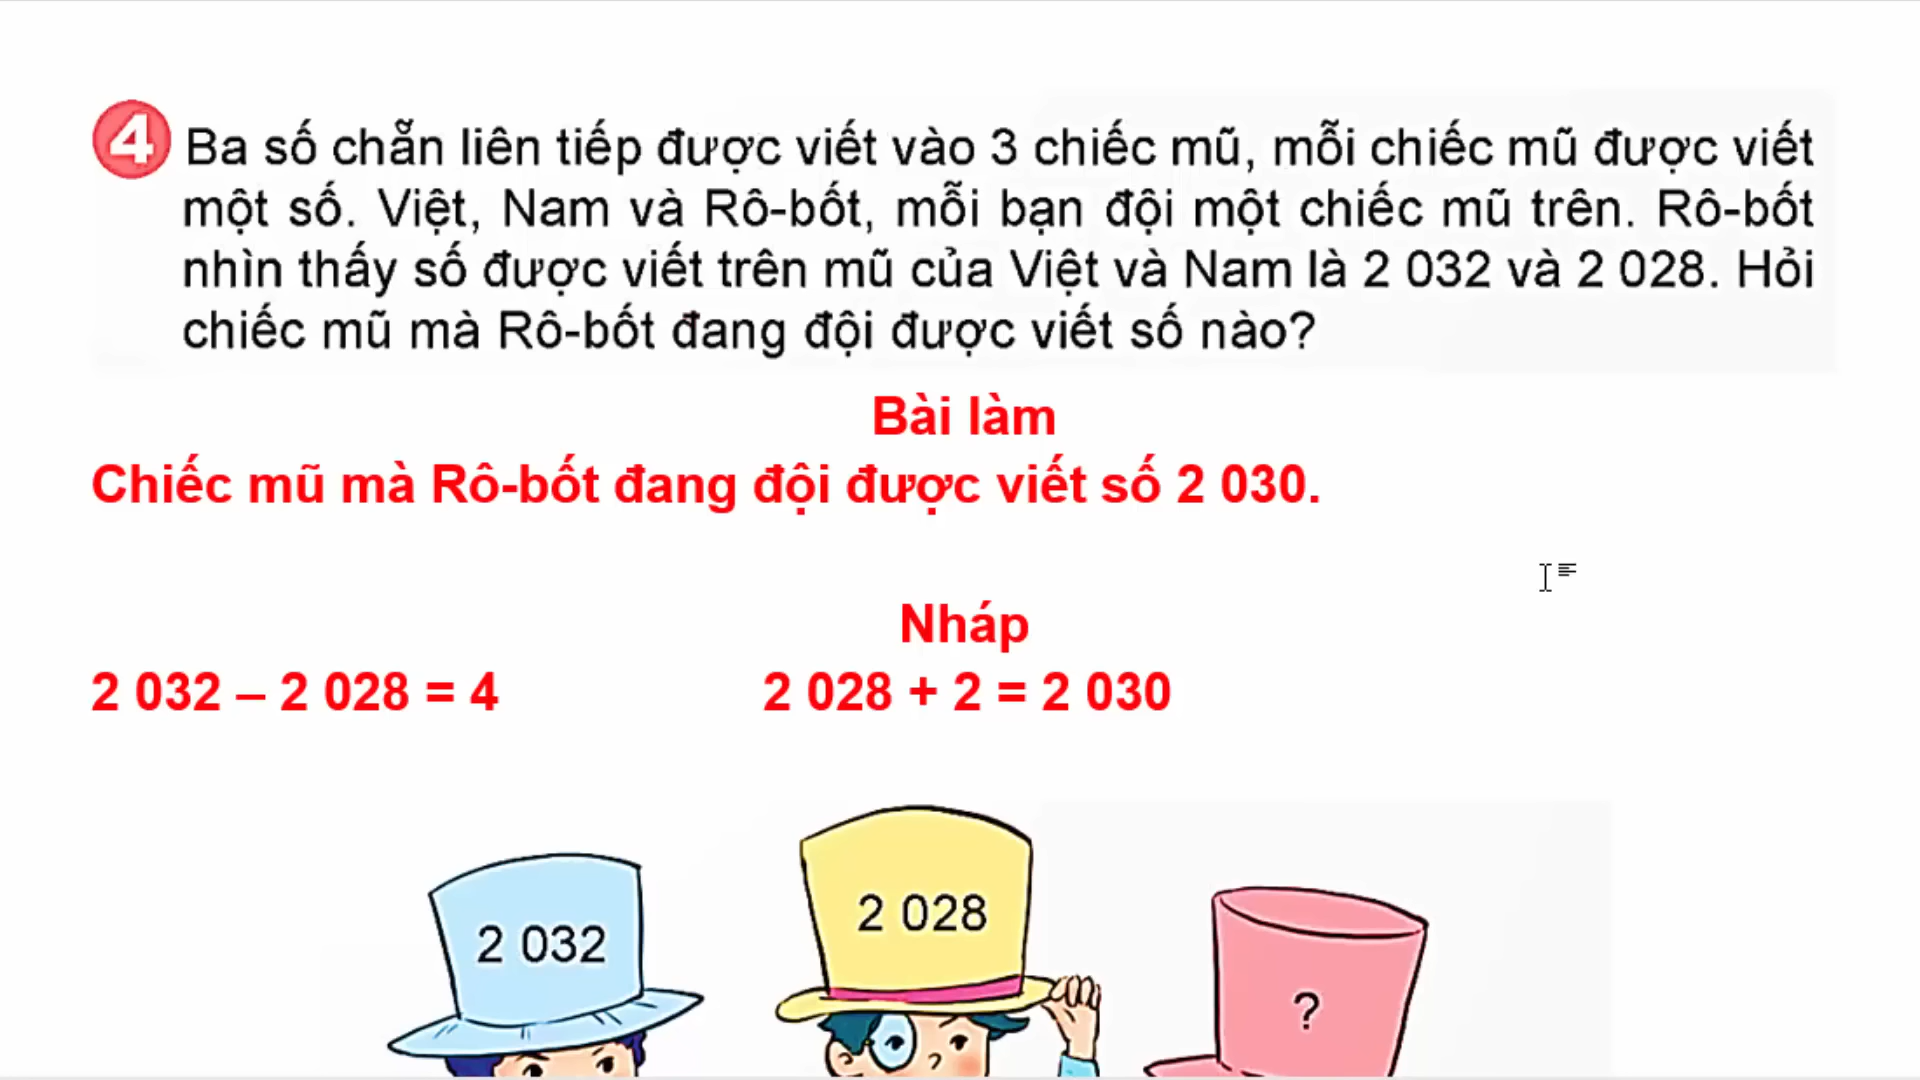 4 Ba số chẵn liên tiếp được viết vào 3 chiếc mũ, mỗi chiếc mũ được viết
một số. Việt, Nam và Rô-bốt, mỗi bạn đội một chiếc mũ trên. Rô-bốt
nhìn thấy số được viết trên mũ của Việt và Nam là 2 032 và 2 028. Hỏi
chiếc mũ mà Rô-bốt đang đội được viết số nào?
Bài làm
Chiếc mũ mà Rô-bốt đang đội được viết số 2 030.
Nháp
2 032 – 2 028 = 4 2 028 + 2 = 2 030
2 032
2 028
?